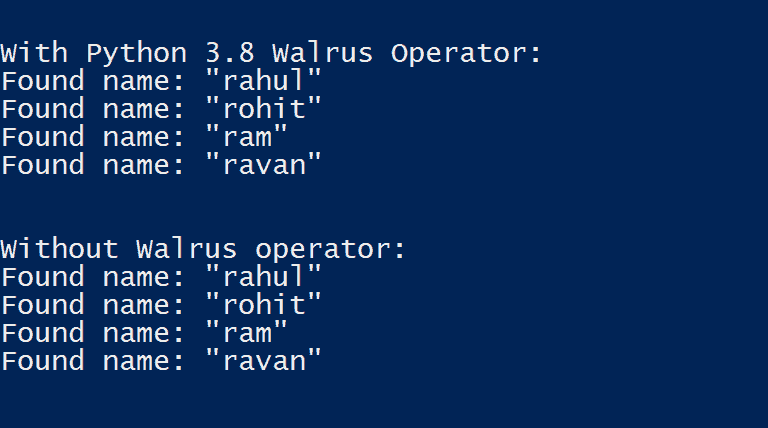 With Python 3.8 Walrus Operator:
Found name: "rahul"
Found name: "rohit"
Found name: "ram"
Found name: "ravan"
Without Walrus operator:
Found name: "rahul"
Found name: "rohit"
Found name: "ram"
Found name: "ravan"